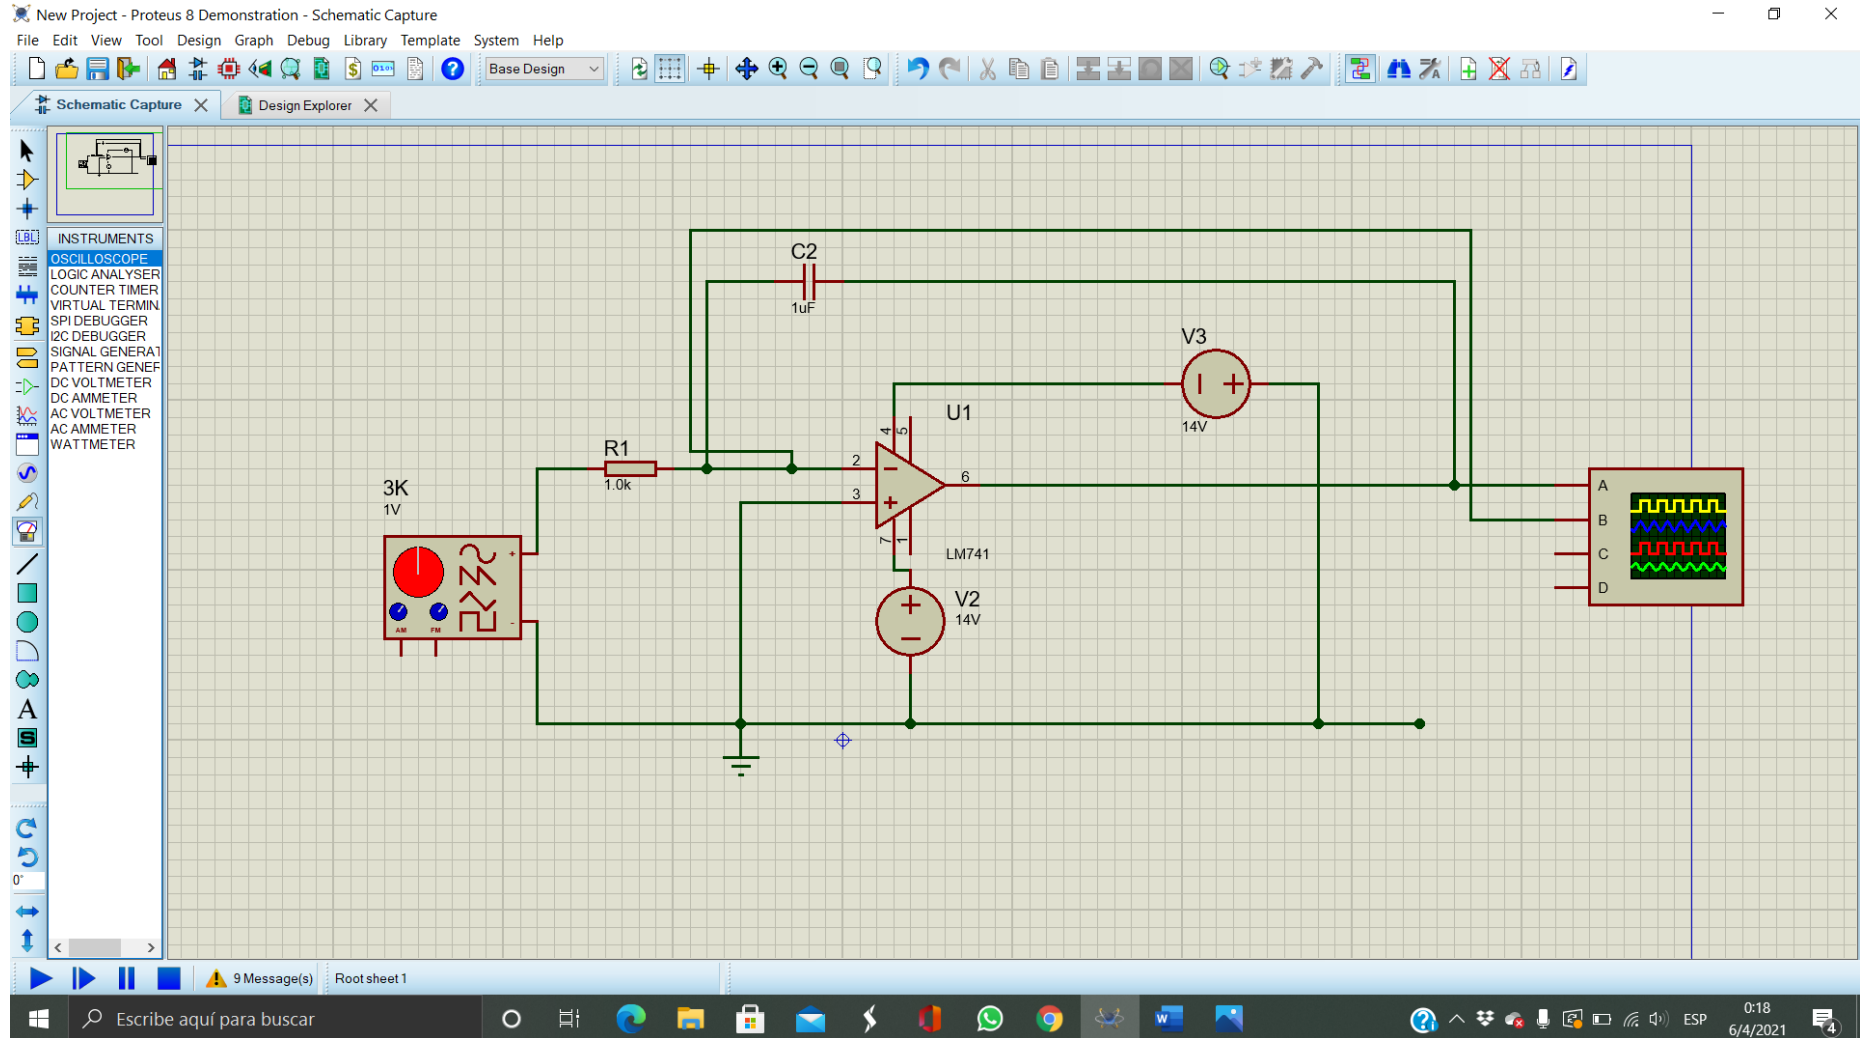 New Project - Proteus 8 Demonstration - Schematic Capture
File Edit View Tool Design Graph Debug Library Template System Help
Base Design
Schematic Capture
Design Explorer
INSTRUMENTS
OSCILLOSCOPE
LOGIC ANALYSER
COUNTER TIMER
VIRTUAL TERMIN
SPI DEBUGGER
I2C DEBUGGER
SIGNAL GENERAT
PATTERN GENEF
DC VOLTMETER
DC AMMETER
AC VOLTMETER
AC AMMETER
WATTMETER
LBL
A
S
0°
C2
1uF
V3
14V
U1
4
5
2
3
6
7
1
LM741
R1
1.0k
3K
1V
AM
FM
V2
14V
A
B
C
D
9 Message(s)
Root sheet 1
Escribe aquí para buscar
ESP
0:18
6/4/2021
4